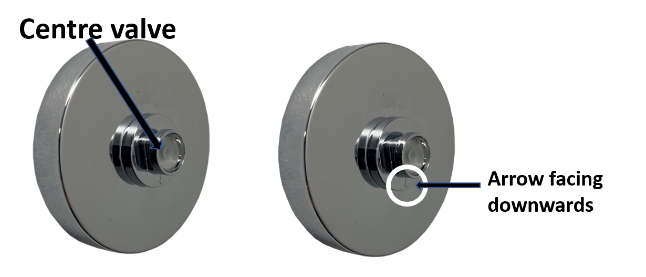 Centre valve
Arrow facing
downwards